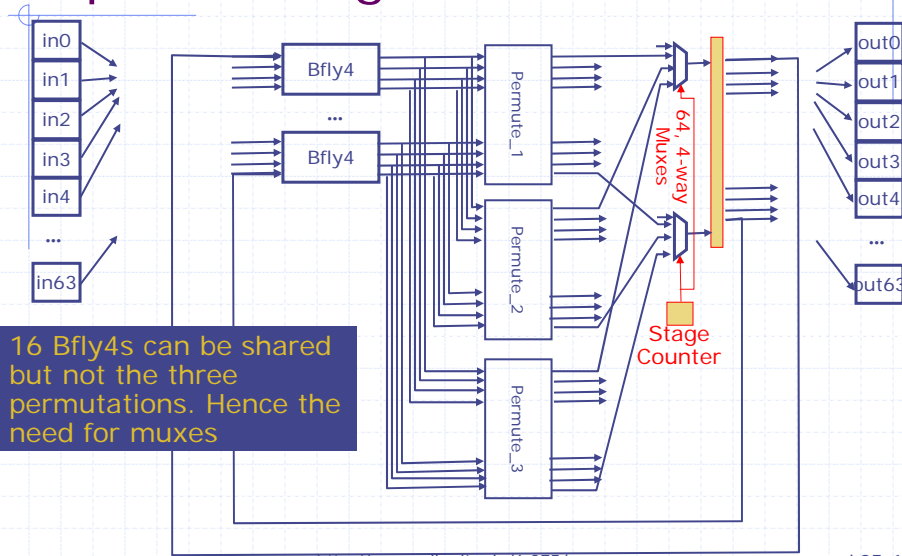 in0
in1
in2
in3
in4
...
in63
Bfly4
...
Bfly4
Permute_1
Permute_2
Permute_3
64, 4-way
Muxes
Stage
Counter
out0
out1
out2
out3
out4
...
out63
16 Bfly4s can be shared
but not the three
permutations. Hence the
need for muxes